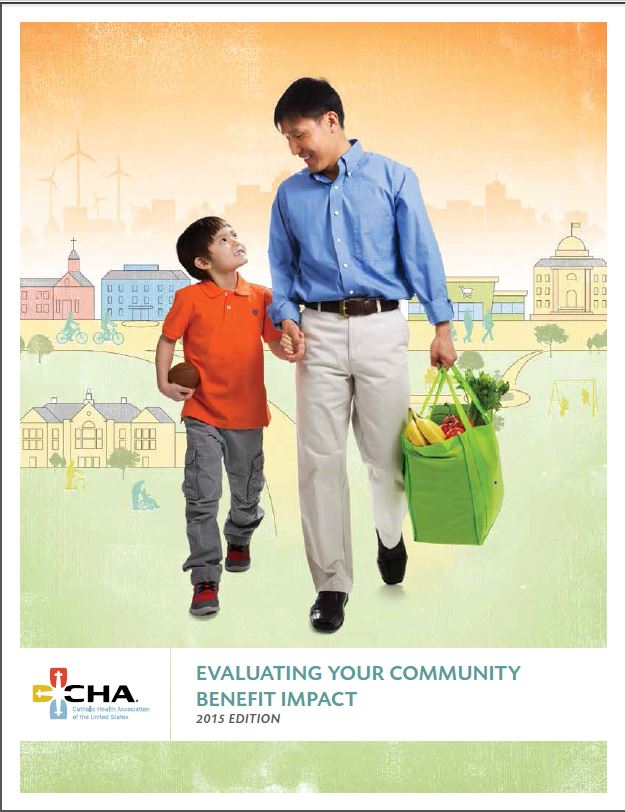 CHA.
Catholic Health Association
of the United States
EVALUATING YOUR COMMUNITY
BENEFIT IMPACT
2015 EDITION